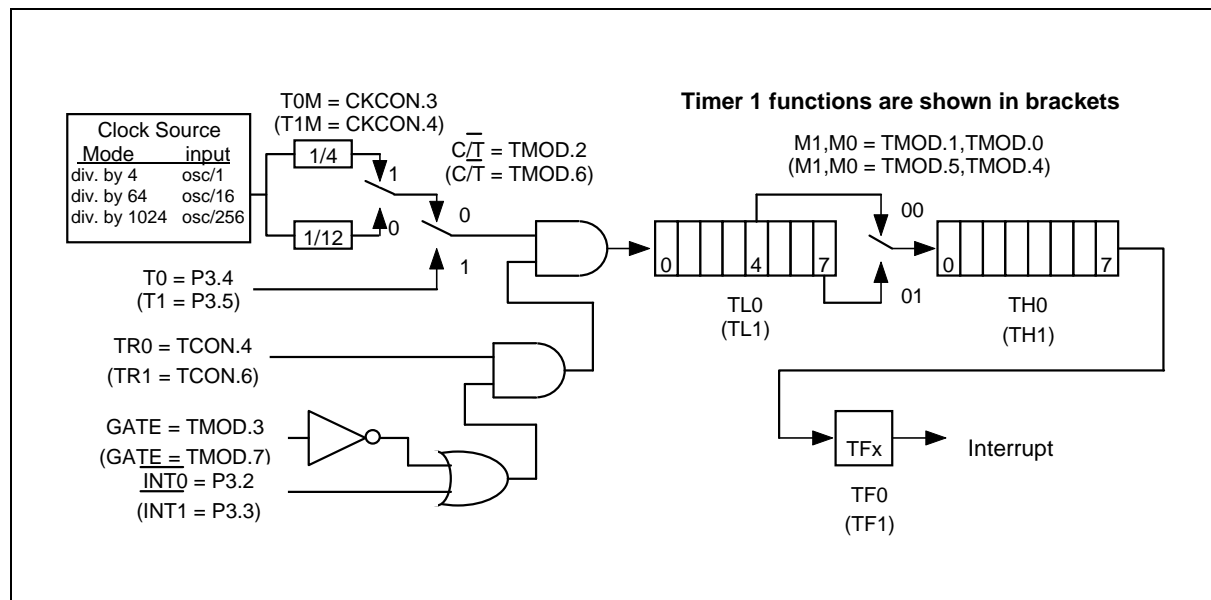 T0M = CKCON.3
(T1M = CKCON.4)
Timer 1 functions are shown in brackets
Clock Source
Mode input
div. by 4 osc/1
div. by 64 osc/16
div. by 1024 osc/256
1/4
1/12
1
0
C/T̅ = TMOD.2
(C/T̅ = TMOD.6)
0
1
M1,M0 = TMOD.1,TMOD.0
(M1,M0 = TMOD.5,TMOD.4)
00
01
0 4 7
TL0
(TL1)
0 7
TH0
(TH1)
T0 = P3.4
(T1 = P3.5)
TR0 = TCON.4
(TR1 = TCON.6)
GATE = TMOD.3
(GATE = TMOD.7)
I̅N̅T̅0̅ = P3.2
(I̅N̅T̅1̅ = P3.3)
TFx
Interrupt
TF0
(TF1)